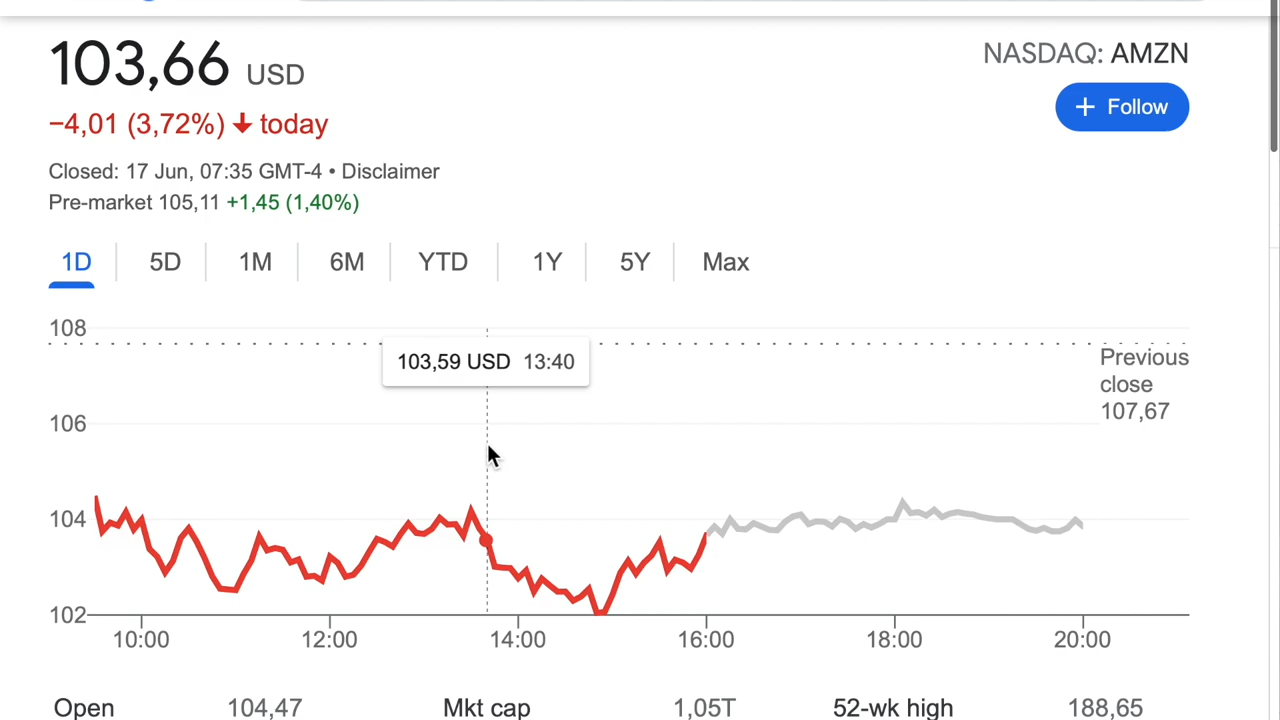 103,66 USD
NASDAQ: AMZN
+ Follow
−4,01 (3,72%) ↓ today
Closed: 17 Jun, 07:35 GMT-4 • Disclaimer
Pre-market 105,11 +1,45 (1,40%)
1D 5D 1M 6M YTD 1Y 5Y Max
108
103,59 USD 13:40
Previous
close
107,67
106
104
102
10:00 12:00 14:00 16:00 18:00 20:00
Open 104,47 Mkt cap 1,05T 52-wk high 188,65